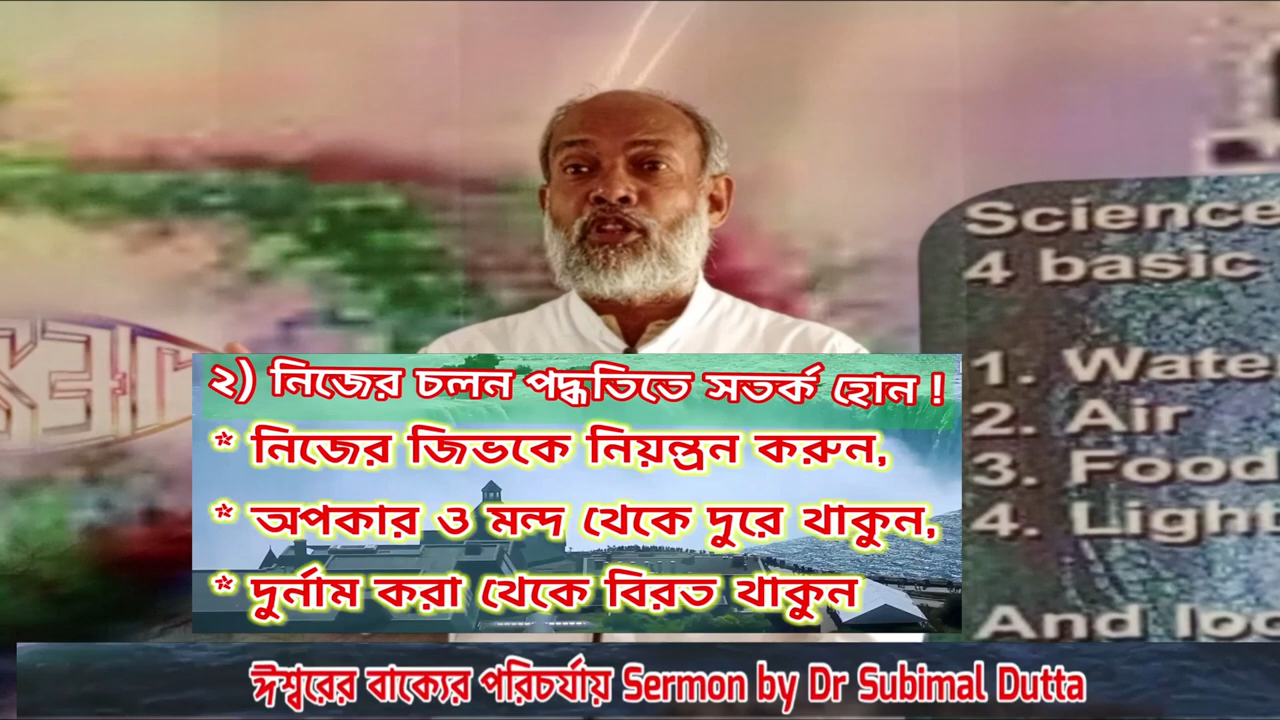 ২) নিজের চলন পদ্ধতিতে সতর্ক হোন !
* নিজের জিভকে নিয়ন্ত্রন করুন,
* অপকার ও মন্দ থেকে দুরে থাকুন,
* দুর্নাম করা থেকে বিরত থাকুন
ঈশ্বরের বাক্যের পরিচর্যায় Sermon by Dr Subimal Dutta
Science
4 basic
1. Wate
2. Air
3. Food
4. Light
And loo